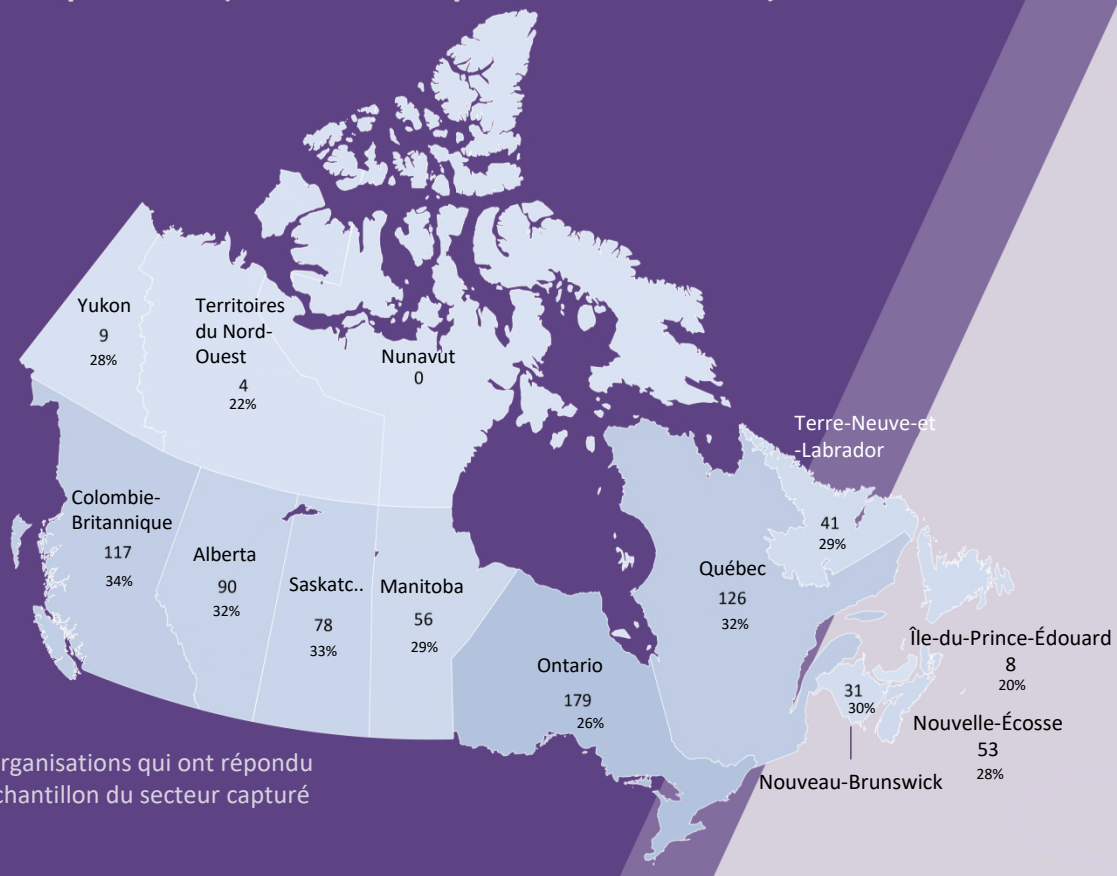 Yukon
9
28%
Territoires
du Nord-
Ouest
4
22%
Nunavut
0
Terre-Neuve-et
-Labrador
41
29%
Colombie-
Britannique
117
34%
Alberta
90
32%
Saskatc..
78
33%
Manitoba
56
29%
Ontario
179
26%
Québec
126
32%
Île-du-Prince-Édouard
8
20%
31
30%
Nouveau-Brunswick
Nouvelle-Écosse
53
28%
rganisations qui ont répondu
chantillon du secteur capturé